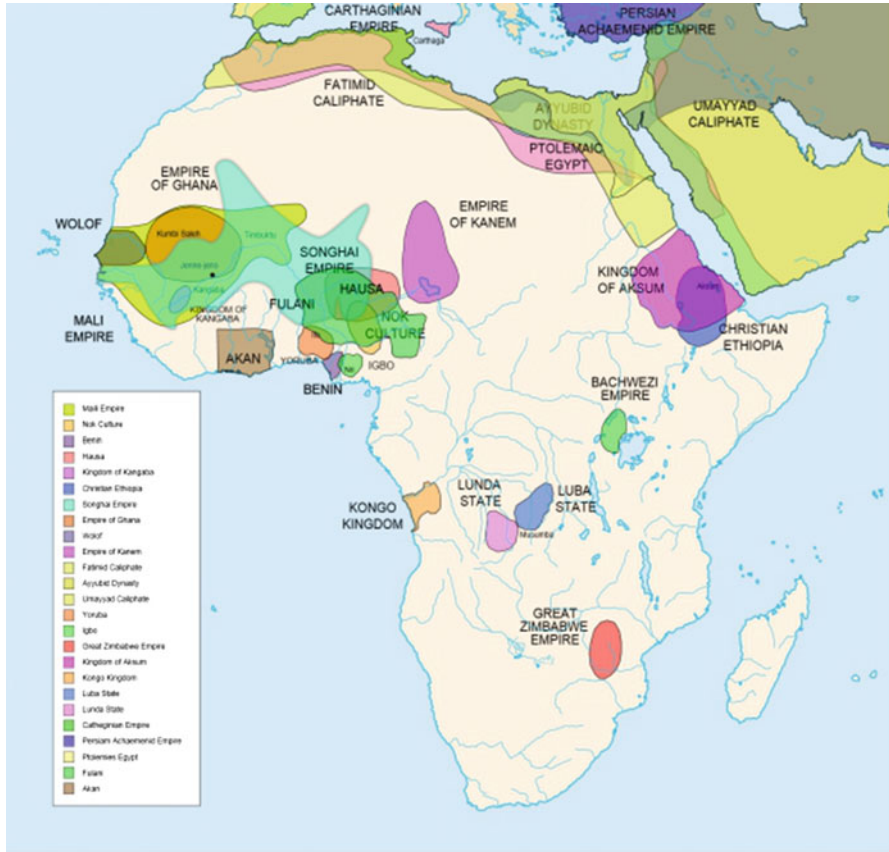 CARTHAGINIAN
EMPIRE
Carthage
PERSIAN
ACHAEMENID EMPIRE
FATIMID
CALIPHATE
AYYUBID
DYNASTY
UMAYYAD
CALIPHATE
PTOLEMAIC
EGYPT
EMPIRE
OF GHANA
WOLOF
Kumbi Saleh
Timbuktu
Jenne-jeno
Kangaba
EMPIRE
OF KANEM
SONGHAI
EMPIRE
KINGDOM
OF AKSUM
FULANI
HAUSA
KINGDOM OF
KANGABA
MALI
EMPIRE
NOK
CULTURE
CHRISTIAN
ETHIOPIA
AKAN
YORUBA
IGBO
BENIN
BACHWEZI
EMPIRE
KONGO
KINGDOM
LUNDA
STATE
LUBA
STATE
Musumba
GREAT
ZIMBABWE
EMPIRE
Mali Empire
Nok Culture
Benin
Hausa
Kingdom of Kangaba
Christian Ethiopia
Songhai Empire
Empire of Ghana
Wolof
Empire of Kanem
Fatimid Caliphate
Ayyubid Dynasty
Umayyad Caliphate
Yoruba
Igbo
Great Zimbabwe Empire
Kingdom of Aksum
Kongo Kingdom
Luba State
Lunda State
Cathaginian Empire
Persiam Achaemenid Empire
Ptolemies Egypt
Fulani
Akan